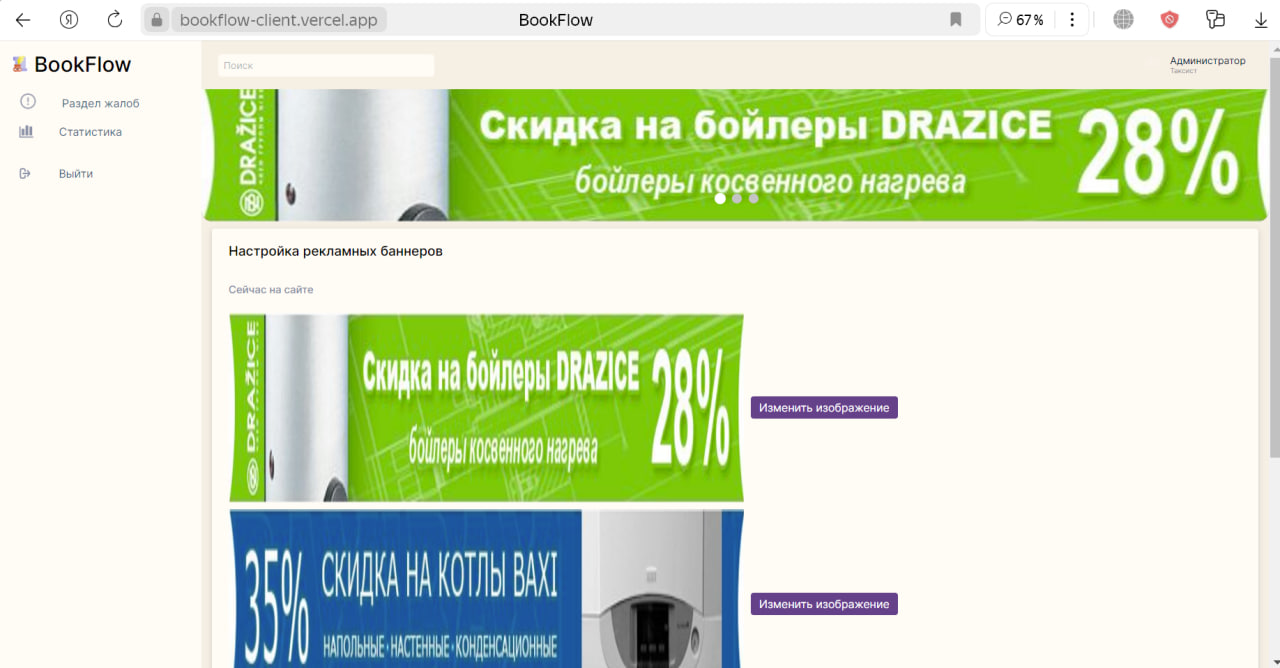 bookflow-client.vercel.app
BookFlow
67%
BookFlow
Поиск
Администратор
Таксист
Раздел жалоб
Статистика
Выйти
DRAŽICE
Скидка на бойлеры DRAZICE
28%
бойлеры косвенного нагрева
Настройка рекламных баннеров
Сейчас на сайте
DRAŽICE
Скидка на бойлеры DRAZICE
28%
бойлеры косвенного нагрева
Изменить изображение
35%
СКИДКА НА КОТЛЫ BAXI
НАПОЛЬНЫЕ · НАСТЕННЫЕ · КОНДЕНСАЦИОННЫЕ
Изменить изображение